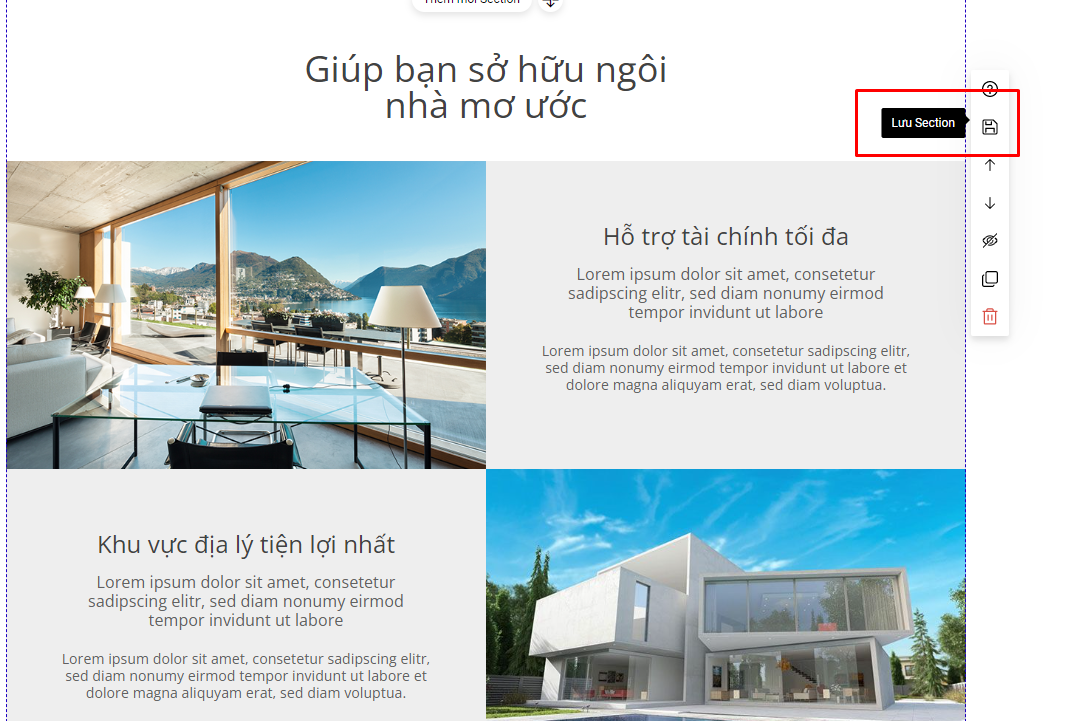 Thêm mới Section
Giúp bạn sở hữu ngôi
nhà mơ ước
Lưu Section
Hỗ trợ tài chính tối đa
Lorem ipsum dolor sit amet, consetetur
sadipscing elitr, sed diam nonumy eirmod
tempor invidunt ut labore
Lorem ipsum dolor sit amet, consetetur sadipscing elitr,
sed diam nonumy eirmod tempor invidunt ut labore et
dolore magna aliquyam erat, sed diam voluptua.
Khu vực địa lý tiện lợi nhất
Lorem ipsum dolor sit amet, consetetur
sadipscing elitr, sed diam nonumy eirmod
tempor invidunt ut labore
Lorem ipsum dolor sit amet, consetetur sadipscing elitr,
sed diam nonumy eirmod tempor invidunt ut labore et
dolore magna aliquyam erat, sed diam voluptua.